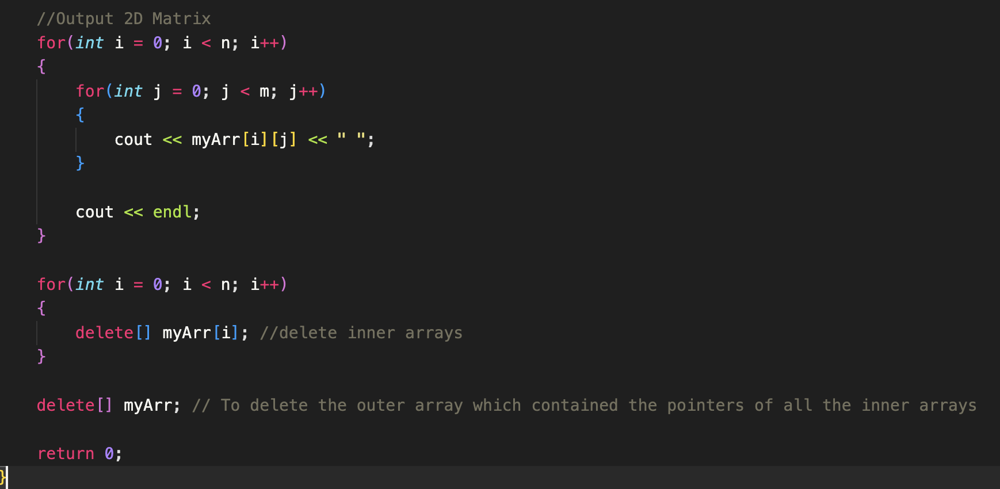 //Output 2D Matrix
for(int i = 0; i < n; i++)
{
for(int j = 0; j < m; j++)
{
cout << myArr[i][j] << " ";
}
cout << endl;
}
for(int i = 0; i < n; i++)
{
delete[] myArr[i]; //delete inner arrays
}
delete[] myArr; // To delete the outer array which contained the pointers of all the inner arrays
return 0;
}